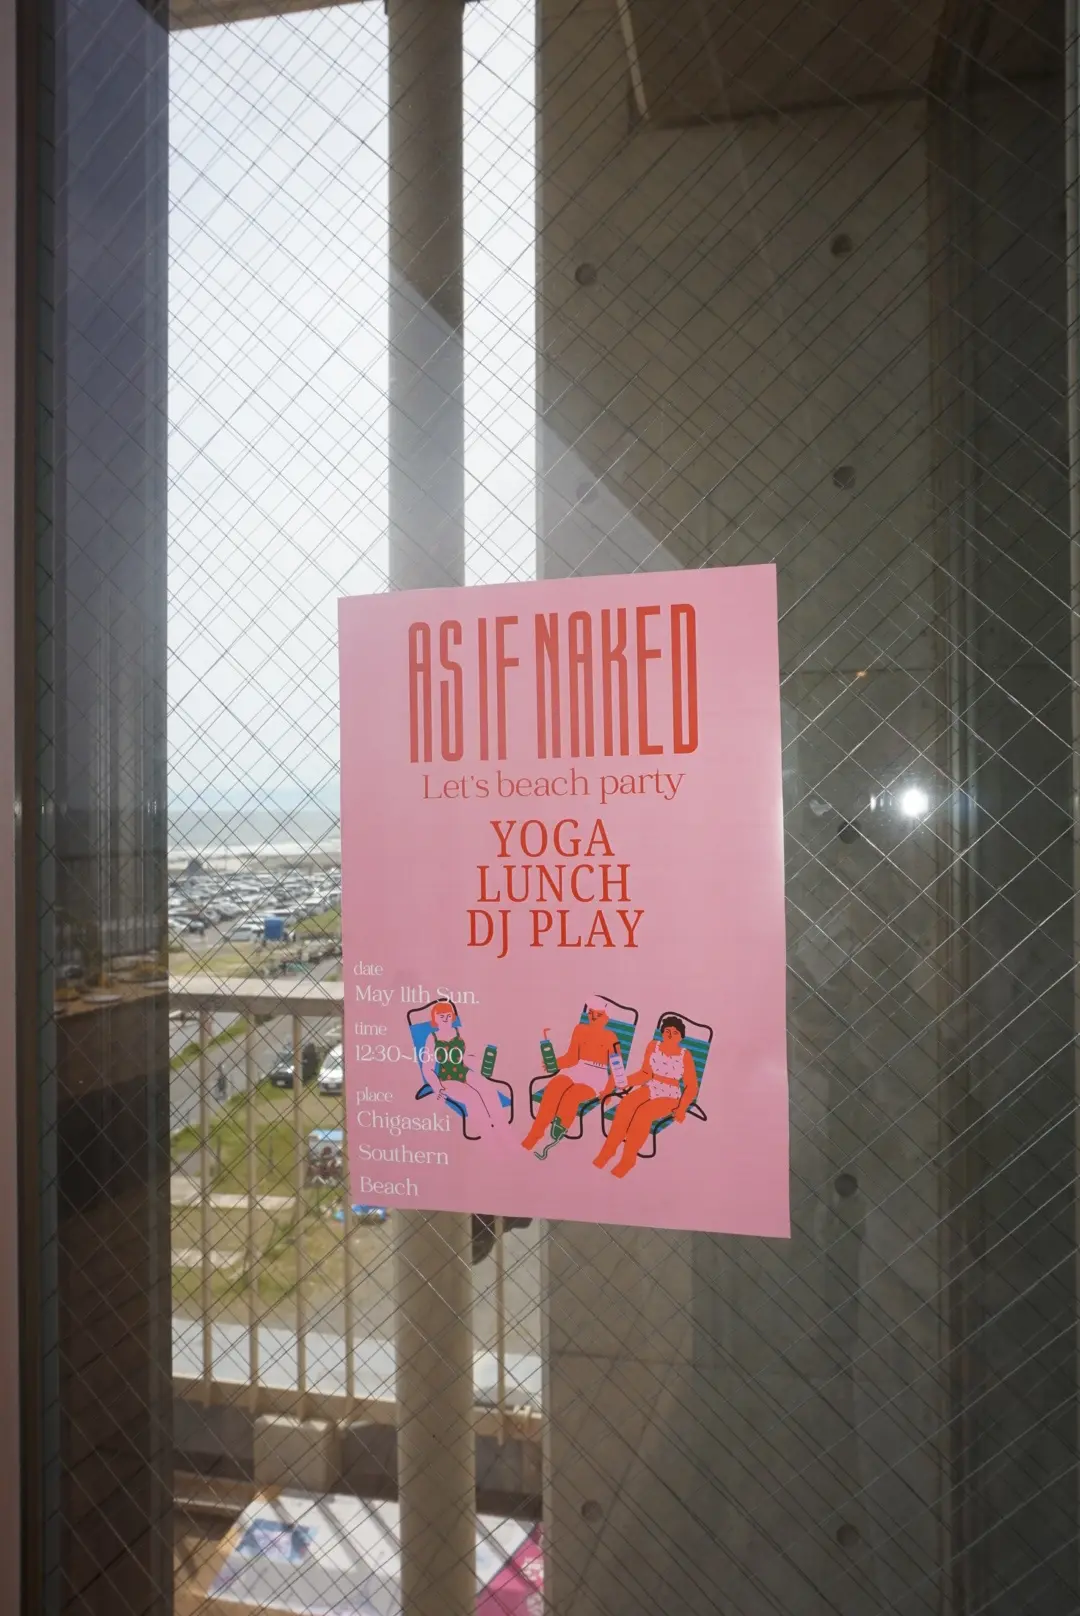 AS IF NAKED
Let's beach party
YOGA
LUNCH
DJ PLAY
date
May 11th Sun.
time
12:30~16:00
place
Chigasaki
Southern
Beach